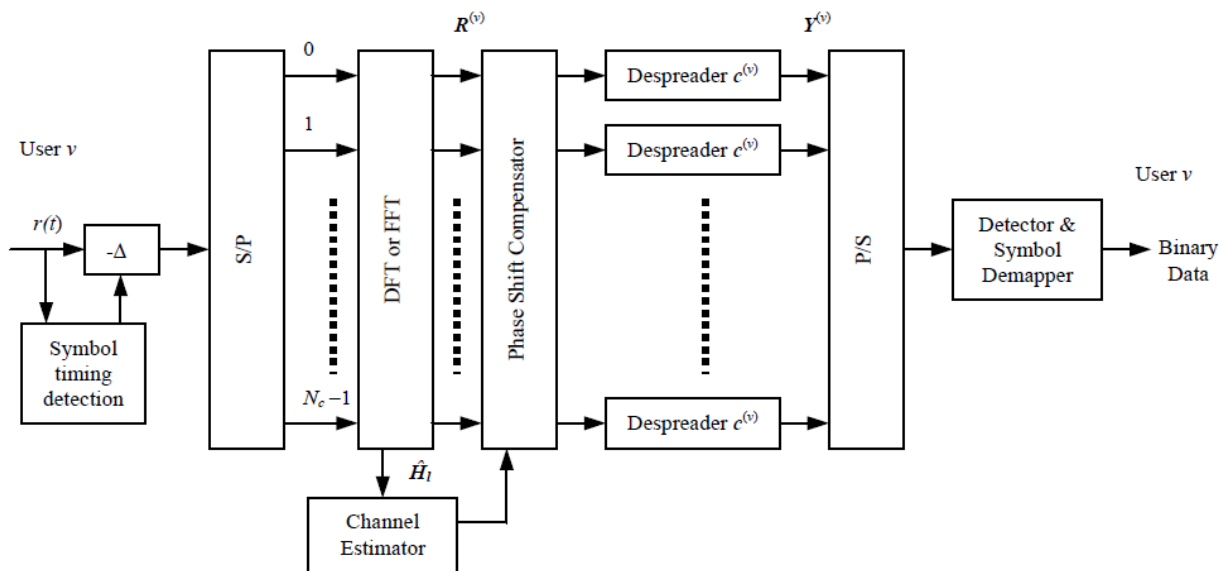 0
R^(v)
Y^(v)
Despreader c^(v)
1
Despreader c^(v)
User v
User v
r(t)
-Δ
S/P
DFT or FFT
Phase Shift Compensator
P/S
Detector &
Symbol
Demapper
Binary
Data
Symbol
timing
detection
N_c −1
Despreader c^(v)
Ĥ_l
Channel
Estimator